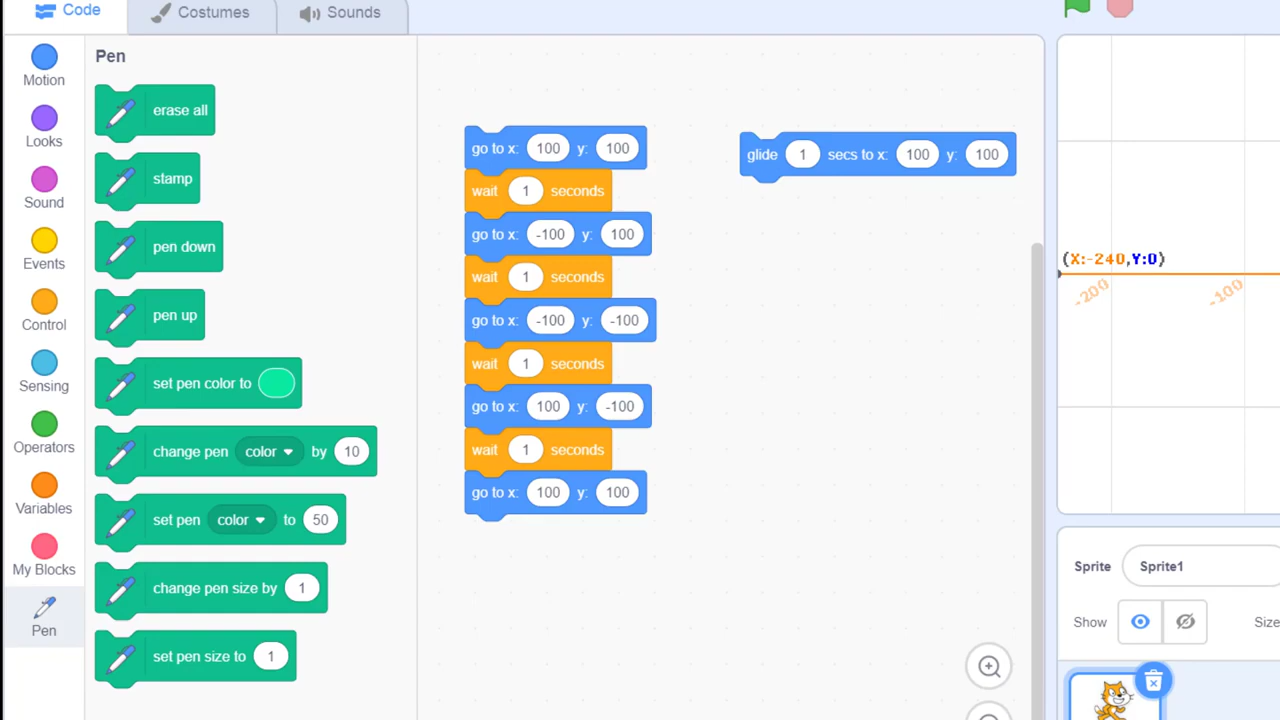 Code Costumes Sounds
Motion
Looks
Sound
Events
Control
Sensing
Operators
Variables
My Blocks
Pen
Pen
erase all
stamp
pen down
pen up
set pen color to
change pen color by 10
set pen color to 50
change pen size by 1
set pen size to 1
go to x: 100 y: 100
wait 1 seconds
go to x: -100 y: 100
wait 1 seconds
go to x: -100 y: -100
wait 1 seconds
go to x: 100 y: -100
wait 1 seconds
go to x: 100 y: 100
glide 1 secs to x: 100 y: 100
(X:-240,Y:0)
-200 -100
Sprite Sprite1
Show Size